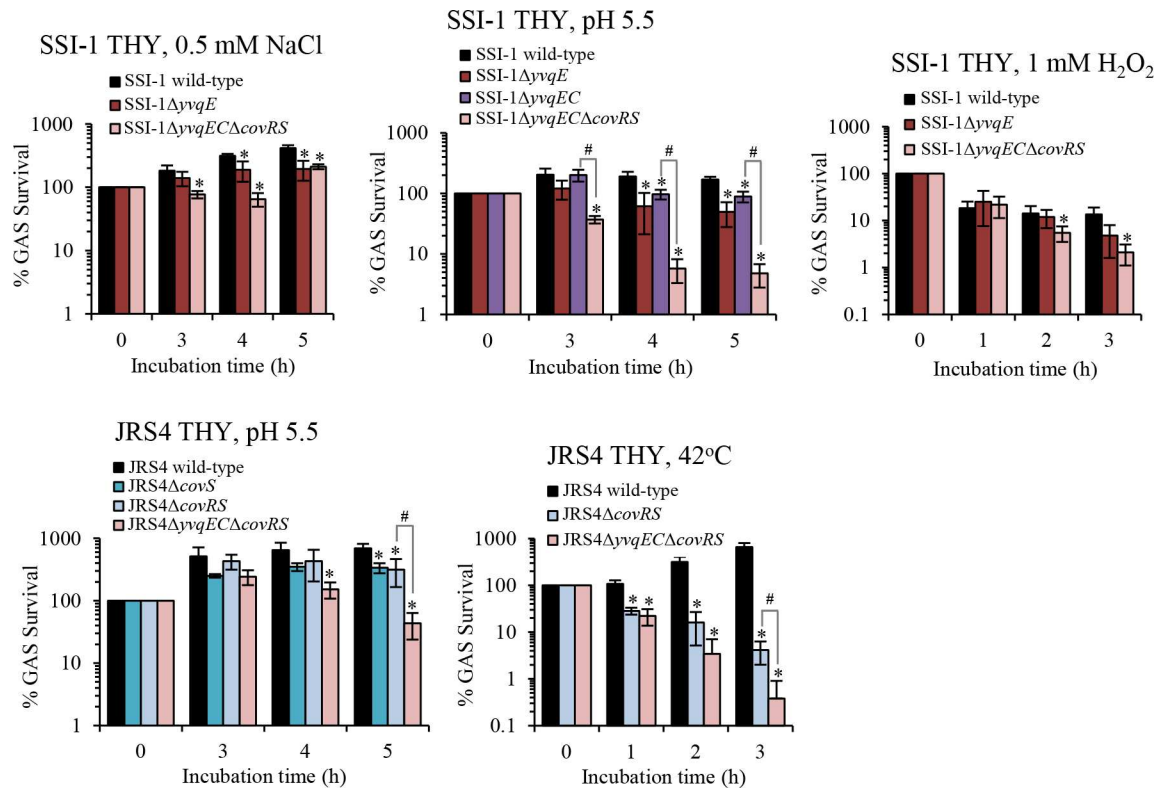 SSI-1 THY, 0.5 mM NaCl
SSI-1 wild-type
SSI-1ΔyvqE
SSI-1ΔyvqECΔcovRS
% GAS Survival
1000
100
10
1
* * * * *
0 3 4 5
Incubation time (h)
SSI-1 THY, pH 5.5
SSI-1 wild-type
SSI-1ΔyvqE
SSI-1ΔyvqEC
SSI-1ΔyvqECΔcovRS
% GAS Survival
1000
100
10
1
# # #
* * * * * * *
0 3 4 5
Incubation time (h)
SSI-1 THY, 1 mM H₂O₂
SSI-1 wild-type
SSI-1ΔyvqE
SSI-1ΔyvqECΔcovRS
% GAS Survival
100
10
1
0.1
* *
0 1 2 3
Incubation time (h)
JRS4 THY, pH 5.5
JRS4 wild-type
JRS4ΔcovS
JRS4ΔcovRS
JRS4ΔyvqECΔcovRS
% GAS Survival
1000
100
10
1
#
* * * *
0 3 4 5
Incubation time (h)
JRS4 THY, 42°C
JRS4 wild-type
JRS4ΔcovRS
JRS4ΔyvqECΔcovRS
% GAS Survival
1000
100
10
1
0.1
#
* * * * * *
0 1 2 3
Incubation time (h)